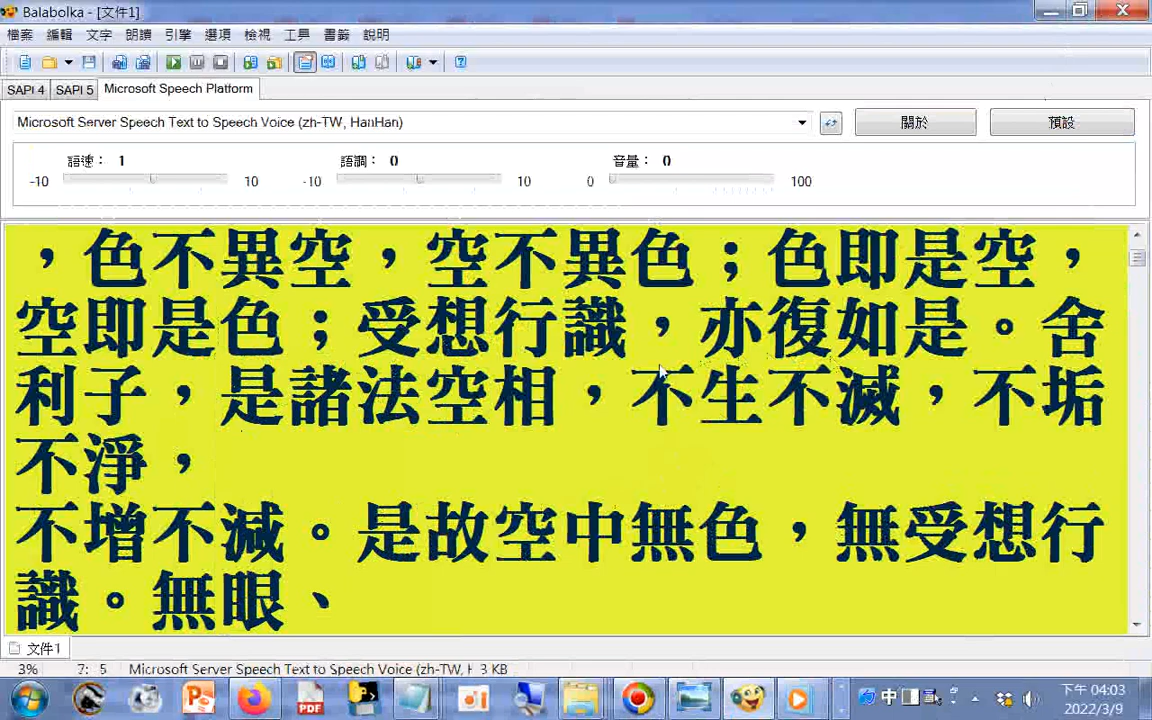 Balabolka - [文件1]
檔案 編輯 文字 朗讀 引擎 選項 檢視 工具 書籤 說明
SAPI 4 SAPI 5 Microsoft Speech Platform
Microsoft Server Speech Text to Speech Voice (zh-TW, HanHan) 關於 預設
語速： 1 語調： 0 音量： 0
-10 10 -10 10 0 100
，色不異空，空不異色；色即是空，
空即是色；受想行識，亦復如是。舍
利子，是諸法空相，不生不滅，不垢
不淨，
不增不減。是故空中無色，無受想行
識。無眼、
文件1
3% 7: 5 Microsoft Server Speech Text to Speech Voice (zh-TW, H 3 KB
PDF 中 下午 04:03
2022/3/9